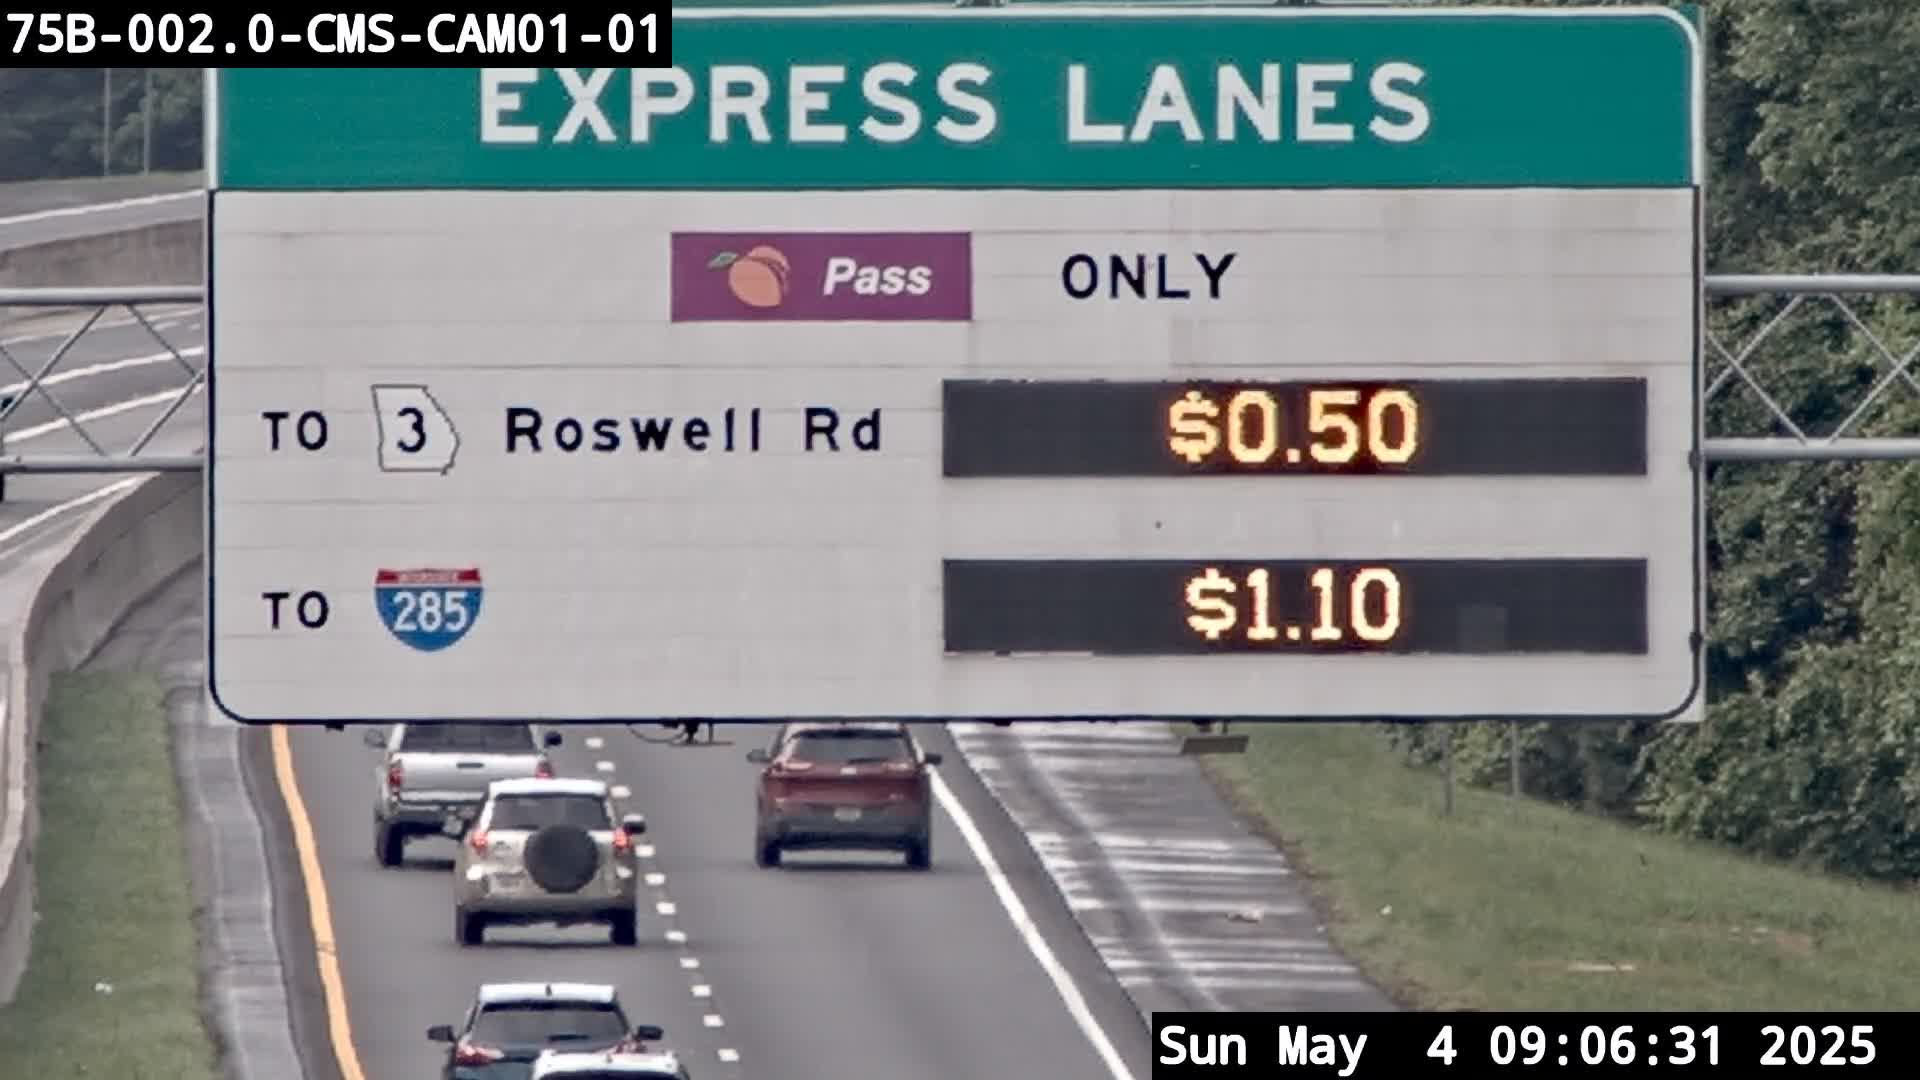 75B-002.0-CMS-CAM01-01
EXPRESS LANES
Pass ONLY
TO 3 Roswell Rd $0.50
TO 285 $1.10
Sun May 4 09:06:31 2025